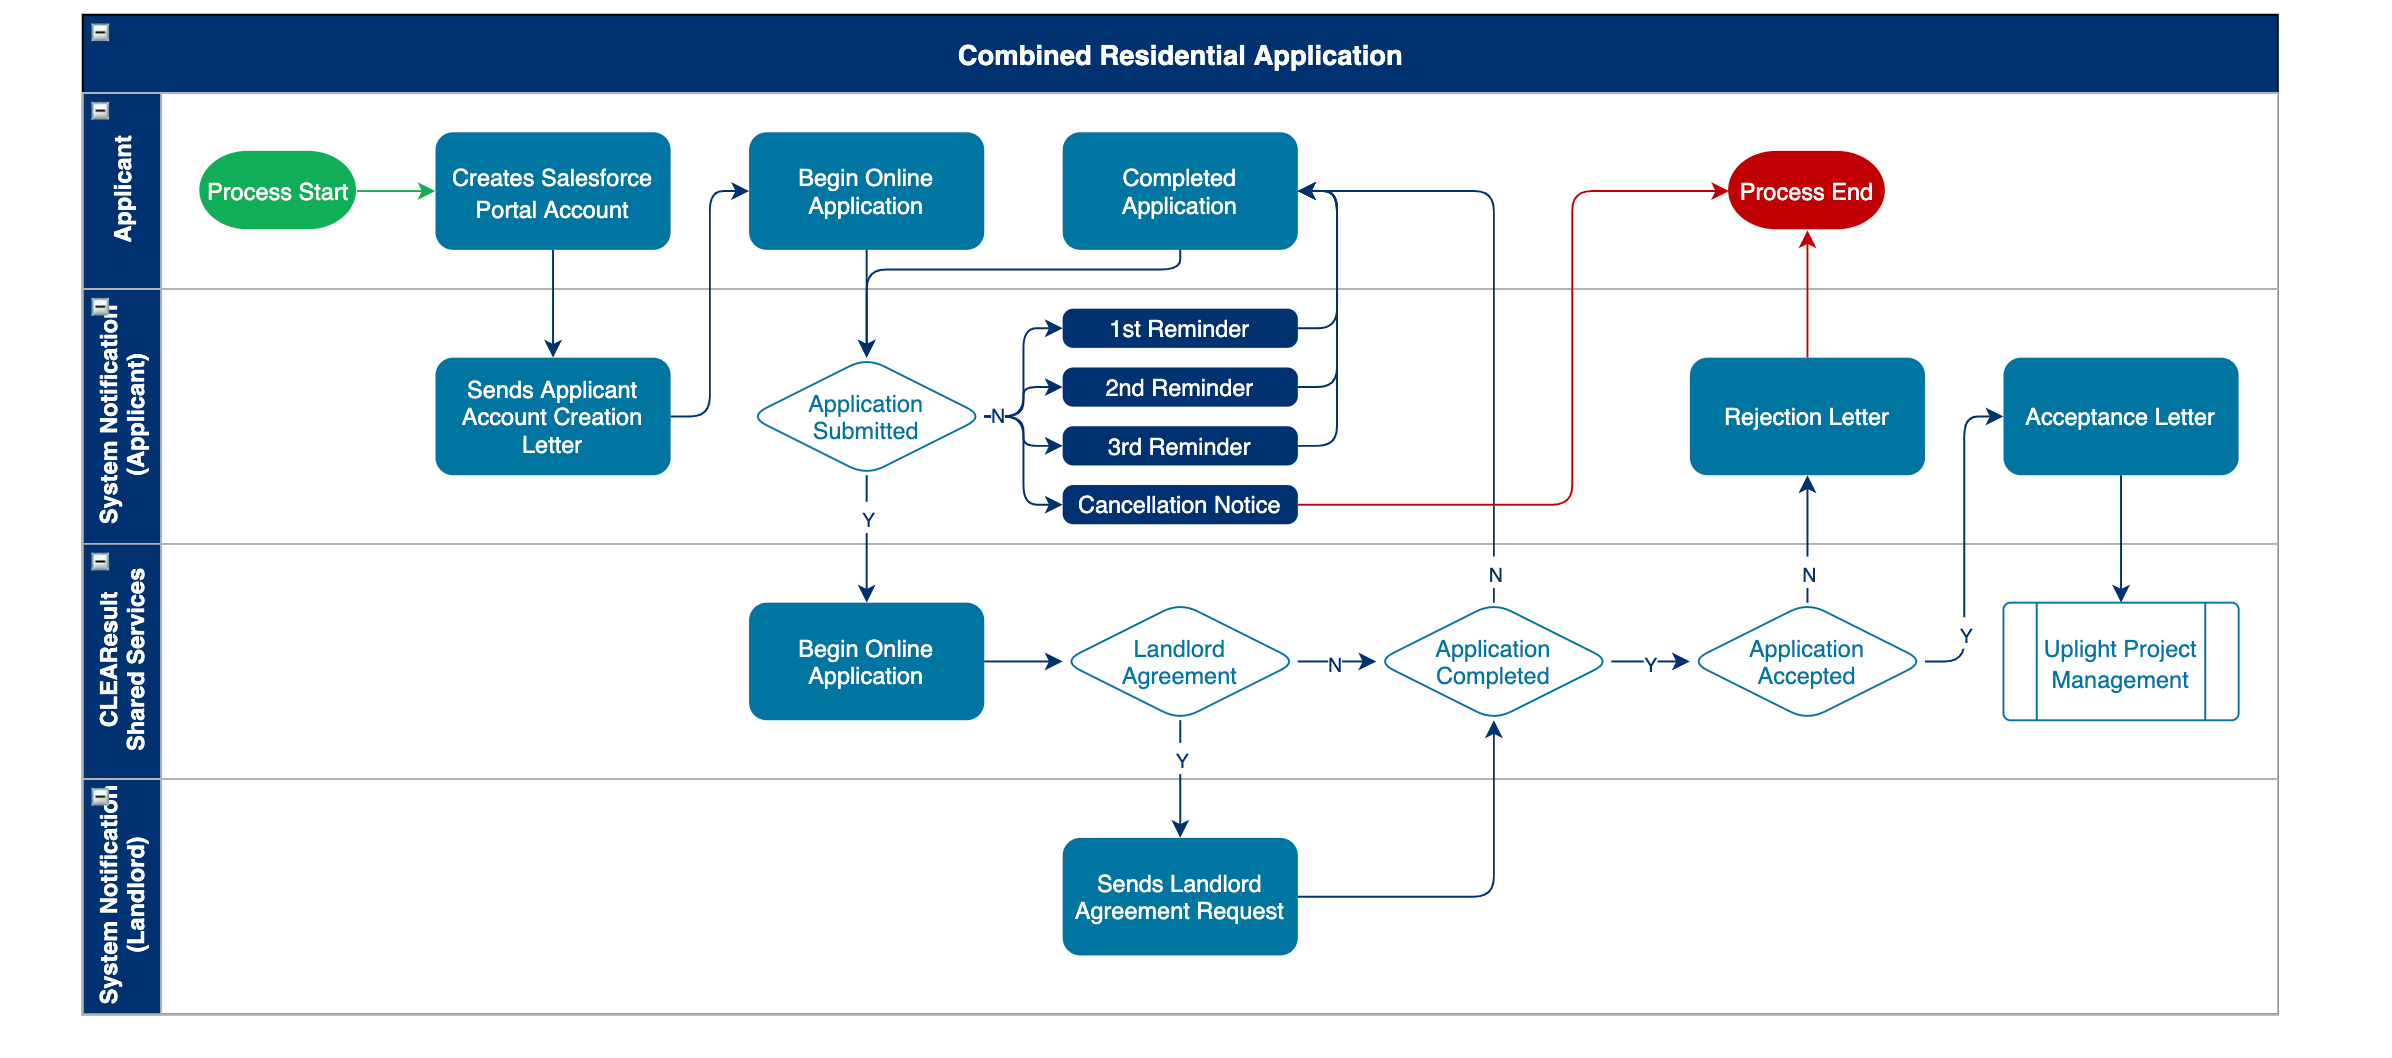 Combined Residential Application
Applicant
Process Start
Creates Salesforce
Portal Account
Begin Online
Application
Completed
Application
Process End
System Notification
(Applicant)
Sends Applicant
Account Creation
Letter
Application
Submitted
N
1st Reminder
2nd Reminder
3rd Reminder
Cancellation Notice
Rejection Letter
Acceptance Letter
Y
CLEAResult
Shared Services
Begin Online
Application
Landlord
Agreement
N
Application
Completed
N
Y
Application
Accepted
N
Y
Uplight Project
Management
Y
System Notification
(Landlord)
Sends Landlord
Agreement Request